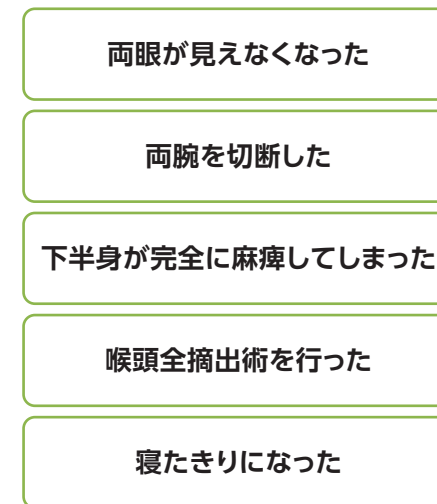 両眼が見えなくなった
両腕を切断した
下半身が完全に麻痺してしまった
喉頭全摘出術を行った
寝たきりになった